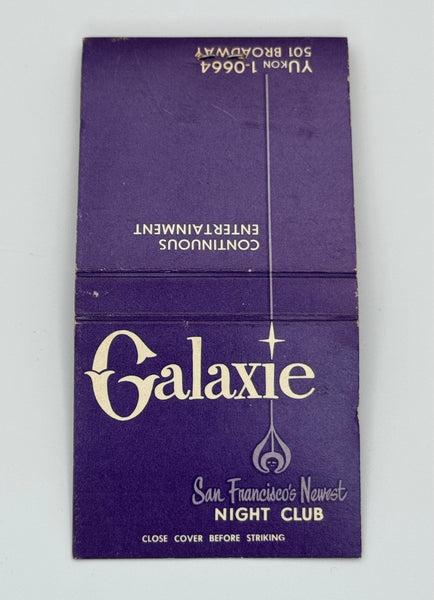 Galaxie
San Francisco's Newest
NIGHT CLUB
CLOSE COVER BEFORE STRIKING
CONTINUOUS
ENTERTAINMENT
501 BROADWAY
YUKON 1-0664